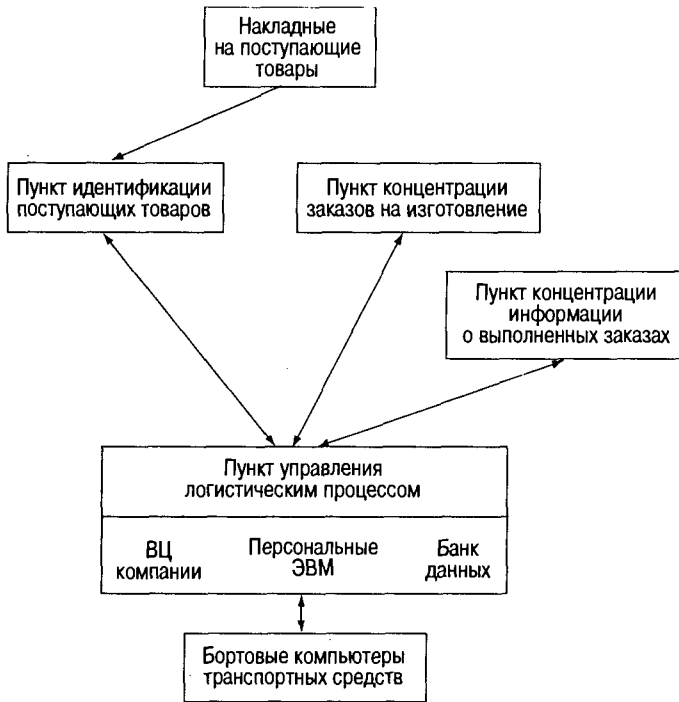 Накладные
на поступающие
товары
Пункт идентификации
поступающих товаров
Пункт концентрации
заказов на изготовление
Пункт концентрации
информации
о выполненных заказах
Пункт управления
логистическим процессом
ВЦ
компании
Персональные
ЭВМ
Банк
данных
Бортовые компьютеры
транспортных средств